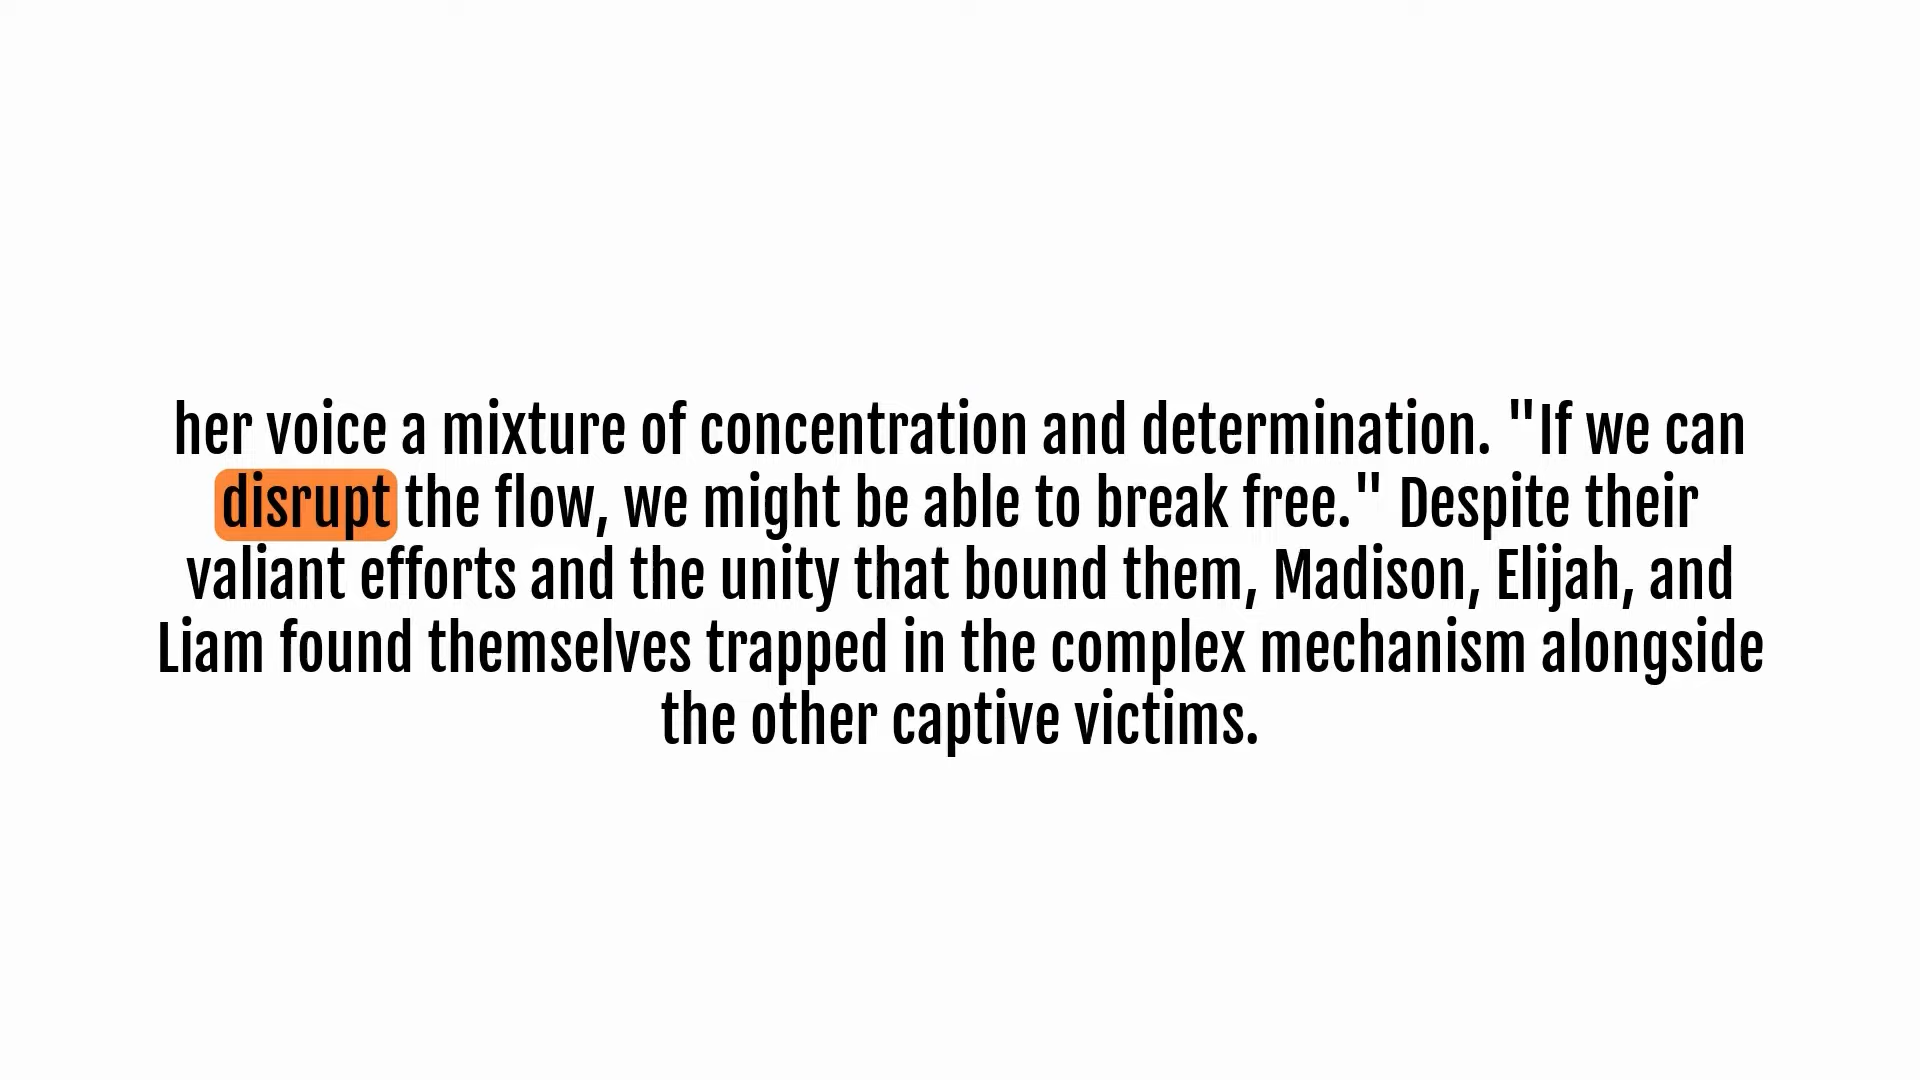 her voice a mixture of concentration and determination. "If we can
disrupt the flow, we might be able to break free." Despite their
valiant efforts and the unity that bound them, Madison, Elijah, and
Liam found themselves trapped in the complex mechanism alongside
the other captive victims.